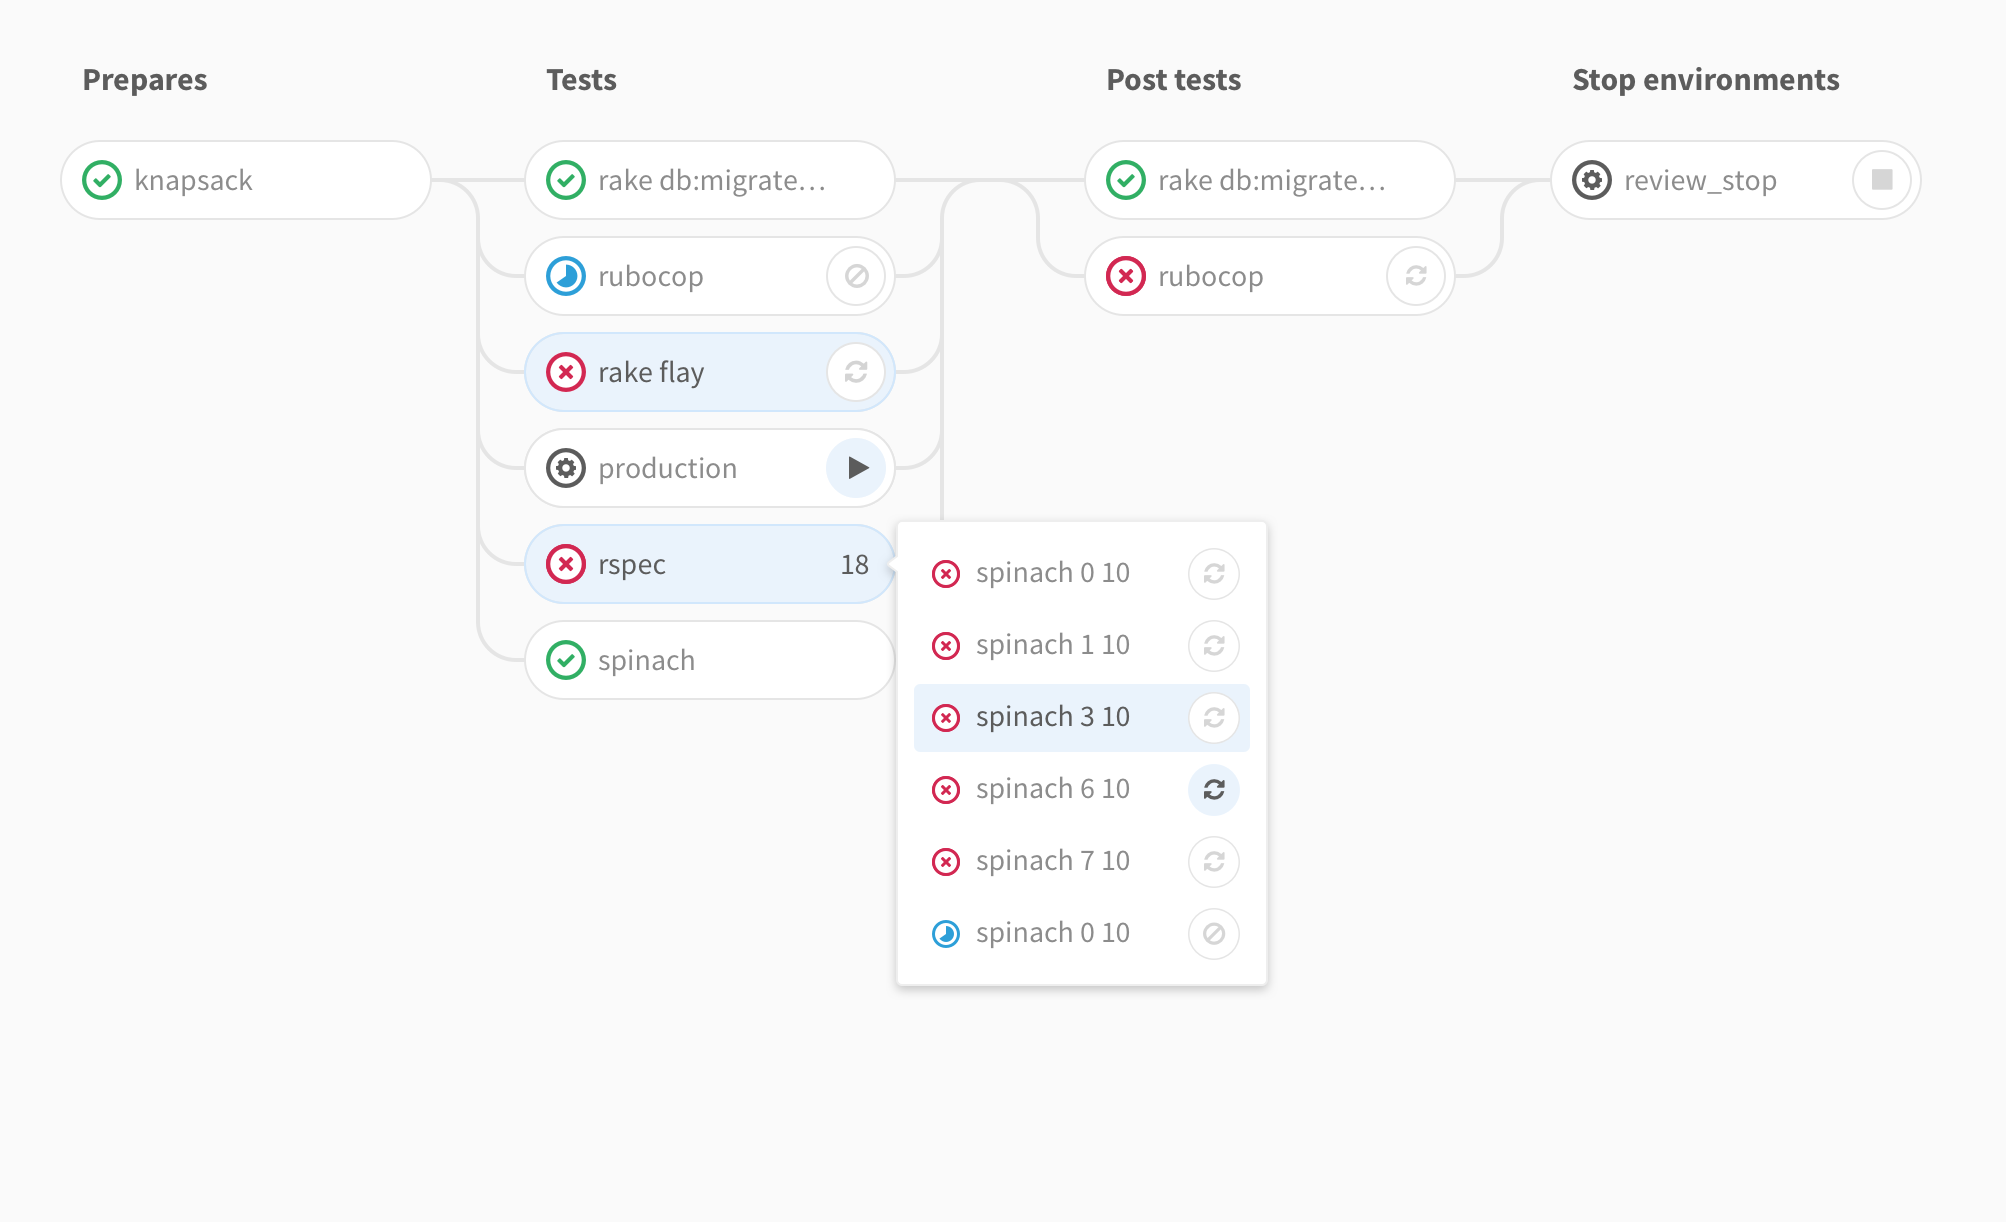 Prepares
Tests
Post tests
Stop environments
knapsack
rake db:migrate…
rake db:migrate…
review_stop
rubocop
rubocop
rake flay
production
rspec 18
spinach
spinach 0 10
spinach 1 10
spinach 3 10
spinach 6 10
spinach 7 10
spinach 0 10